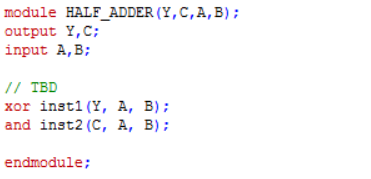 module HALF_ADDER(Y,C,A,B);
output Y,C;
input A,B;
// TBD
xor inst1(Y, A, B);
and inst2(C, A, B);
endmodule;